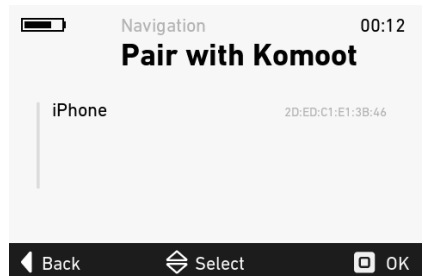 Navigation 00:12
Pair with Komoot
iPhone 2D:ED:C1:E1:3B:46
Back Select OK